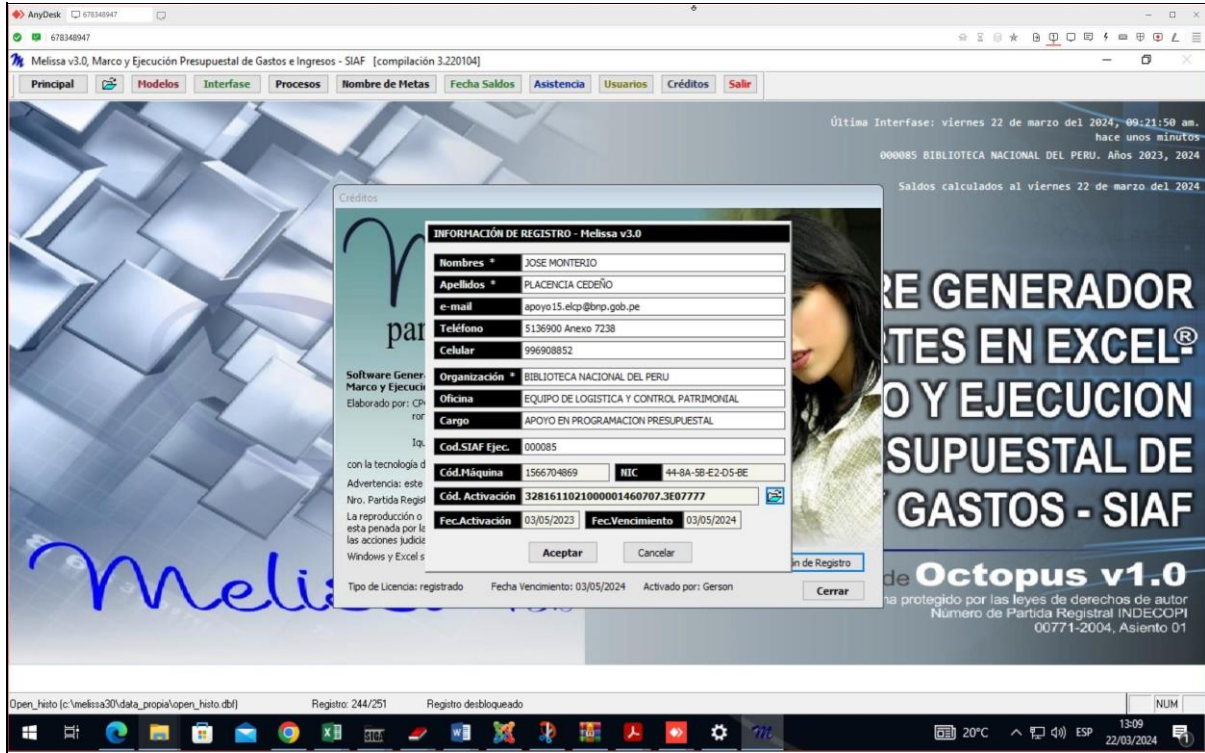 AnyDesk 678348947
678348947
Melissa v3.0, Marco y Ejecución Presupuestal de Gastos e Ingresos - SIAF [compilación 3.220104]
Principal Modelos Interfase Procesos Nombre de Metas Fecha Saldos Asistencia Usuarios Créditos Salir
Última Interfase: viernes 22 de marzo del 2024, 09:21:50 am.
hace unos minutos
000085 BIBLIOTECA NACIONAL DEL PERU. Años 2023, 2024
Saldos calculados al viernes 22 de marzo del 2024
Créditos
par
Software Gener
Marco y Ejecuci
Elaborado por: CP
ror
Iqu
con la tecnología d
Advertencia: este
Nro. Partida Regist
La reproducción o
esta penada por la
las acciones judicia
Windows y Excel s
INFORMACIÓN DE REGISTRO - Melissa v3.0
Nombres * JOSE MONTERIO
Apellidos * PLACENCIA CEDEÑO
e-mail apoyo15.elcp@bnp.gob.pe
Teléfono 5136900 Anexo 7238
Celular 996908852
Organización * BIBLIOTECA NACIONAL DEL PERU
Oficina EQUIPO DE LOGISTICA Y CONTROL PATRIMONIAL
Cargo APOYO EN PROGRAMACION PRESUPUESTAL
Cod.SIAF Ejec. 000085
Cód.Máquina 1566704869 NIC 44-8A-5B-E2-D5-BE
Cód. Activación 3281611021000001460707.3E07777
Fec.Activación 03/05/2023 Fec.Vencimiento 03/05/2024
Aceptar Cancelar
ón de Registro
Tipo de Licencia: registrado Fecha Vencimiento: 03/05/2024 Activado por: Gerson Cerrar
RE GENERADOR
RTES EN EXCEL®
O Y EJECUCION
SUPUESTAL DE
GASTOS - SIAF
de Octopus v1.0
ma protegido por las leyes de derechos de autor
Número de Partida Registral INDECOPI
00771-2004, Asiento 01
Open_histo (c:\melissa30\data_propia\open_histo.dbf) Registro: 244/251 Registro desbloqueado NUM
20°C ESP 13:09
22/03/2024